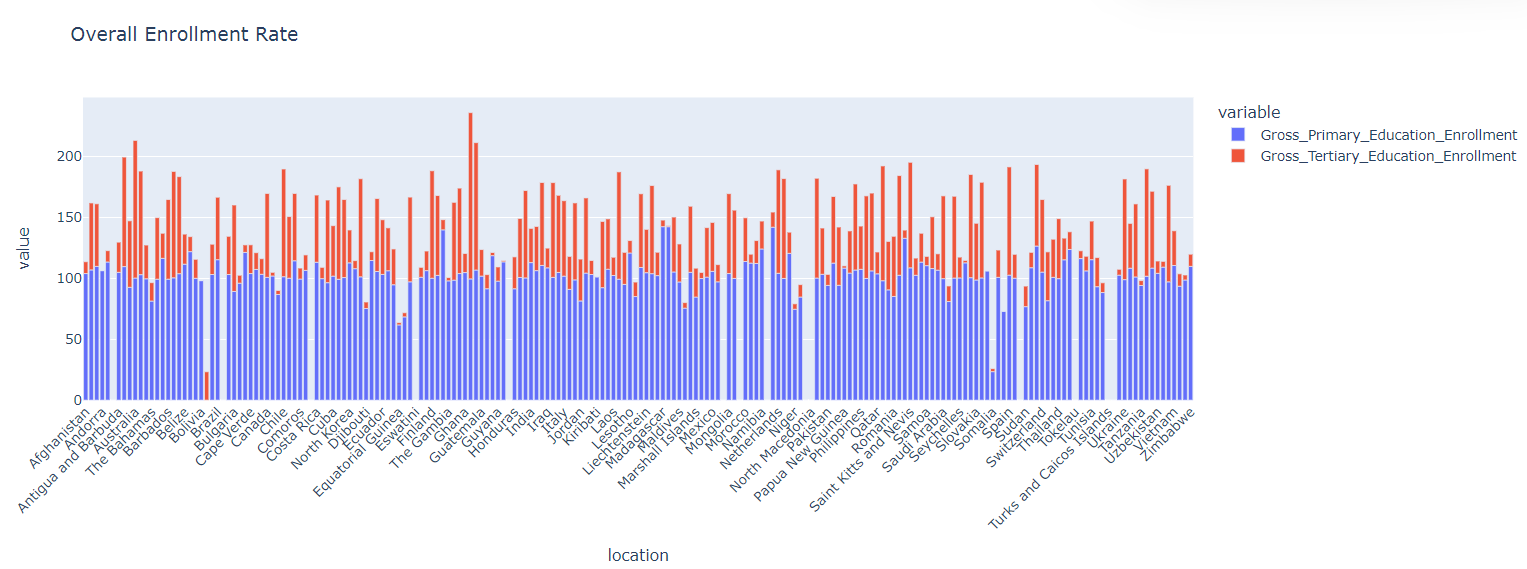 Overall Enrollment Rate
variable
Gross_Primary_Education_Enrollment
Gross_Tertiary_Education_Enrollment
value
200
150
100
50
0
Afghanistan
Andorra
Antigua and Barbuda
Australia
The Bahamas
Barbados
Belize
Bolivia
Brazil
Bulgaria
Cape Verde
Canada
Chile
Comoros
Costa Rica
Cuba
North Korea
Djibouti
Ecuador
Equatorial Guinea
Eswatini
Finland
The Gambia
Ghana
Guatemala
Guyana
Honduras
India
Iraq
Italy
Jordan
Kiribati
Laos
Lesotho
Liechtenstein
Madagascar
Maldives
Marshall Islands
Mexico
Mongolia
Morocco
Namibia
Netherlands
Niger
North Macedonia
Pakistan
Papua New Guinea
Philippines
Qatar
Romania
Saint Kitts and Nevis
Samoa
Saudi Arabia
Seychelles
Slovakia
Somalia
Spain
Sudan
Switzerland
Thailand
Tokelau
Tunisia
Turks and Caicos Islands
Ukraine
Tanzania
Uzbekistan
Vietnam
Zimbabwe
location